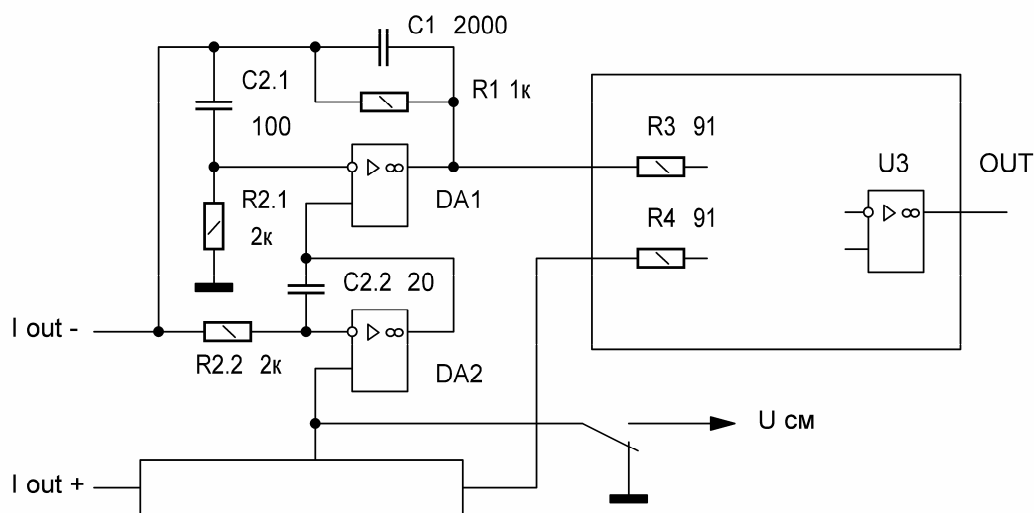 C1 2000
C2.1
100
R1 1к
R3 91
U3
OUT
▷ ∞
DA1
R2.1
2к
R4 91
▷ ∞
C2.2 20
I out -
▷ ∞
R2.2 2к
DA2
U см
I out +